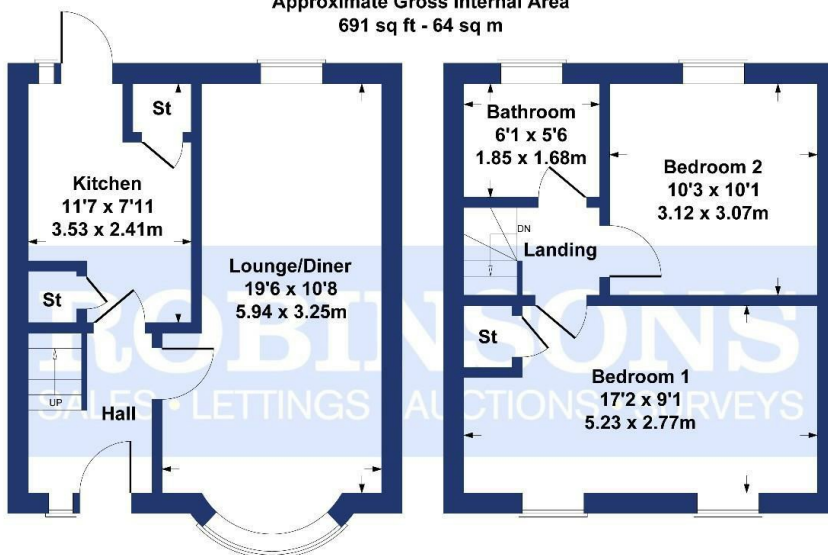 Approximate Gross Internal Area
691 sq ft - 64 sq m
St
Kitchen
11'7 x 7'11
3.53 x 2.41m
Lounge/Diner
19'6 x 10'8
5.94 x 3.25m
St
UP
Hall
Bathroom
6'1 x 5'6
1.85 x 1.68m
Bedroom 2
10'3 x 10'1
3.12 x 3.07m
DN
Landing
St
Bedroom 1
17'2 x 9'1
5.23 x 2.77m
ROBINSONS
SALES • LETTINGS • AUCTIONS • SURVEYS